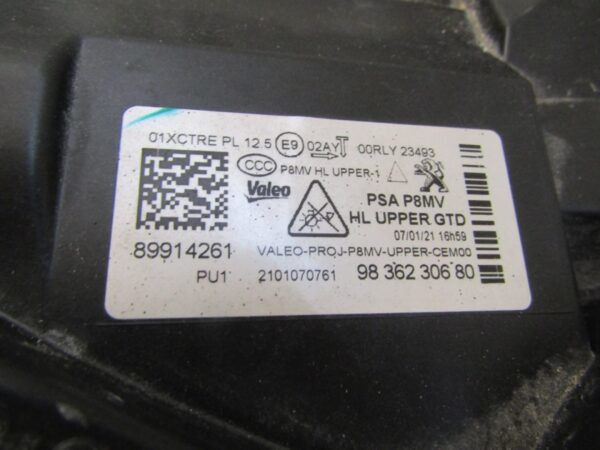 01XCTRE PL 12.5 E9 02AY 00RLY 23493
CCC P8MV HL UPPER-1
Valeo PSA P8MV
HL UPPER GTD
07/01/21 16h59
89914261 VALEO-PROJ-P8MV-UPPER-CEM00
PU1 2101070761 98 362 306 80